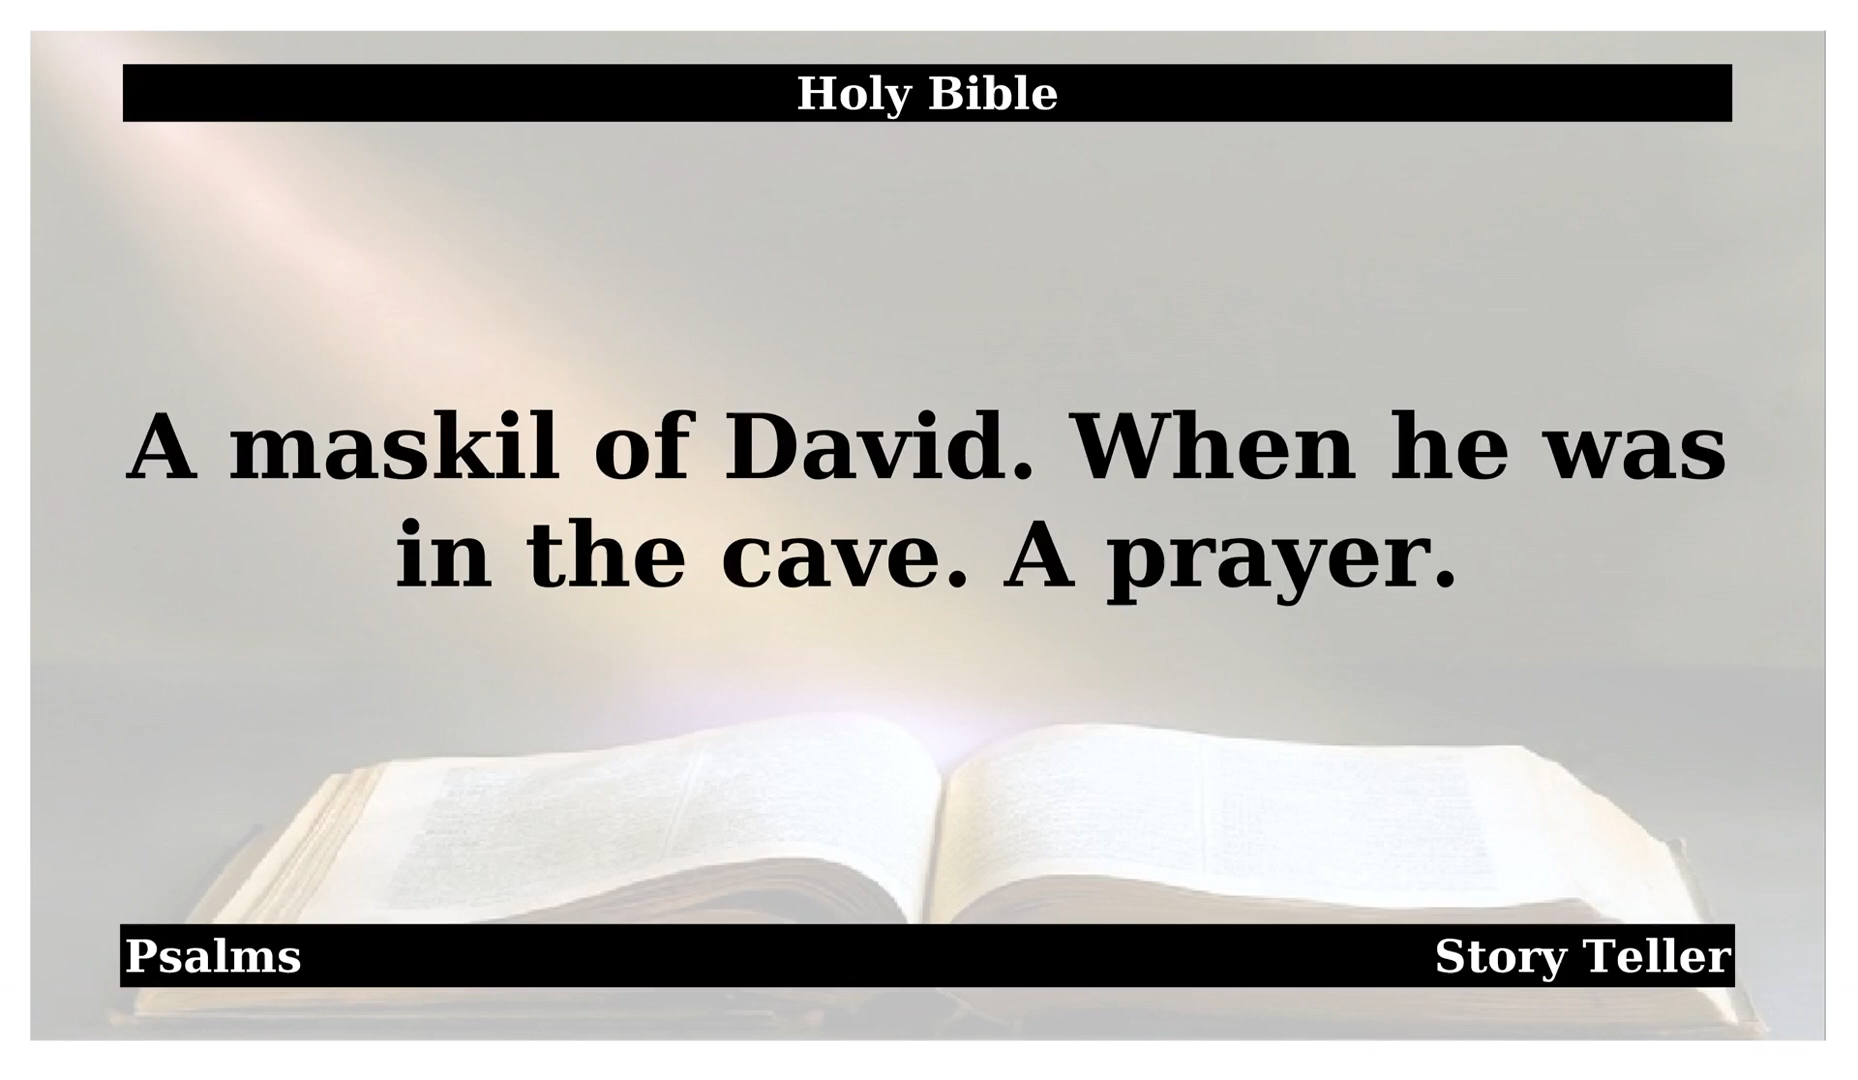 Holy Bible
A maskil of David. When he was
in the cave. A prayer.
Psalms
Story Teller